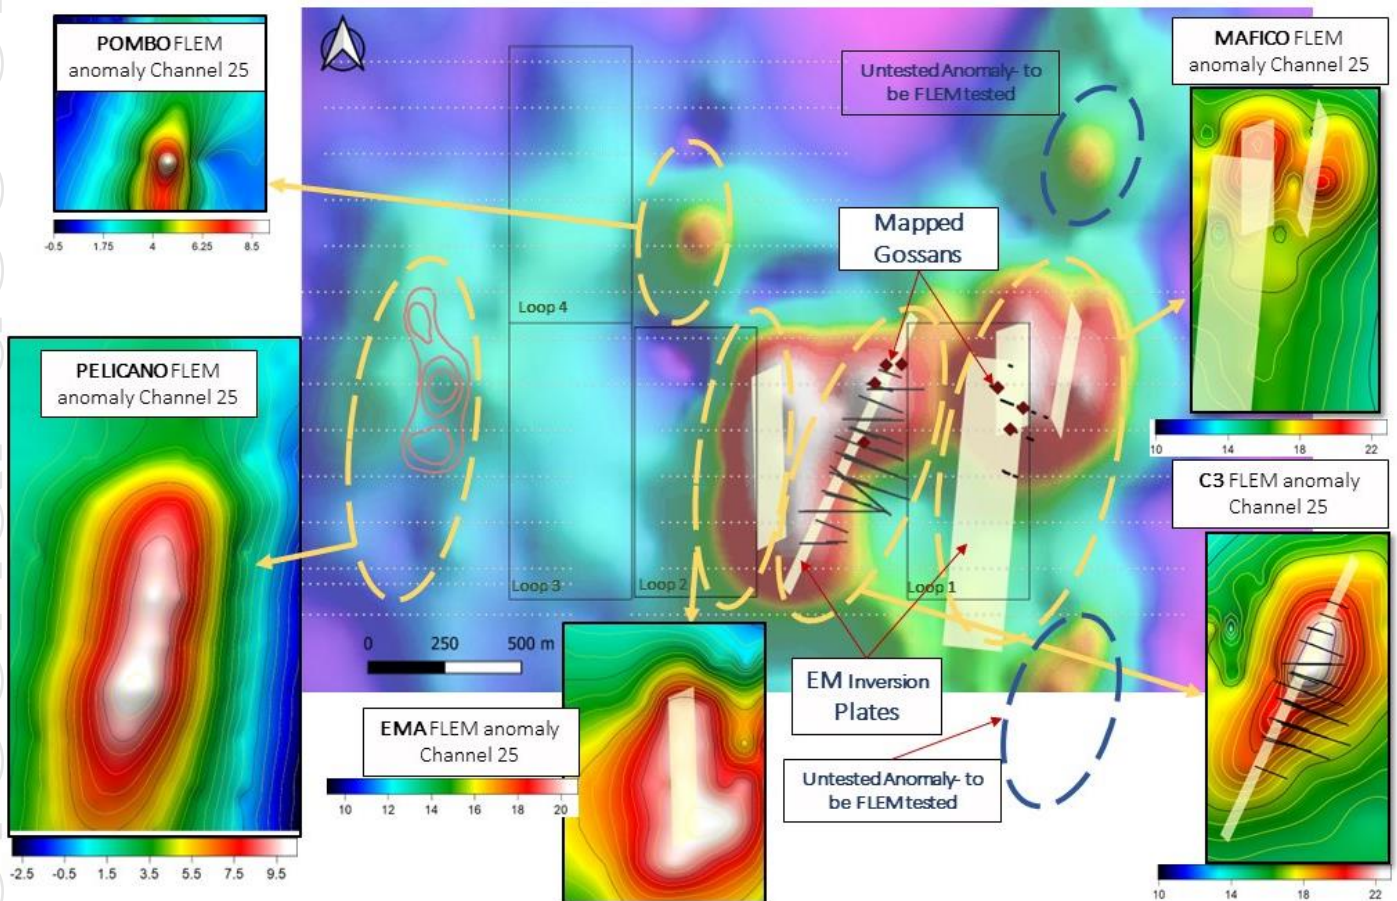 POMBO FLEM
anomaly Channel 25
-0.5 1.75 4 6.25 8.5
Untested Anomaly- to
be FLEM tested
MAFICO FLEM
anomaly Channel 25
10 14 18 22
Mapped
Gossans
Loop 4
PELICANO FLEM
anomaly Channel 25
-2.5 -0.5 1.5 3.5 5.5 7.5 9.5
Loop 3
Loop 2
Loop 1
0 250 500 m
C3 FLEM anomaly
Channel 25
10 14 18 22
EM Inversion
Plates
EMA FLEM anomaly
Channel 25
10 12 14 16 18 20
Untested Anomaly- to
be FLEM tested